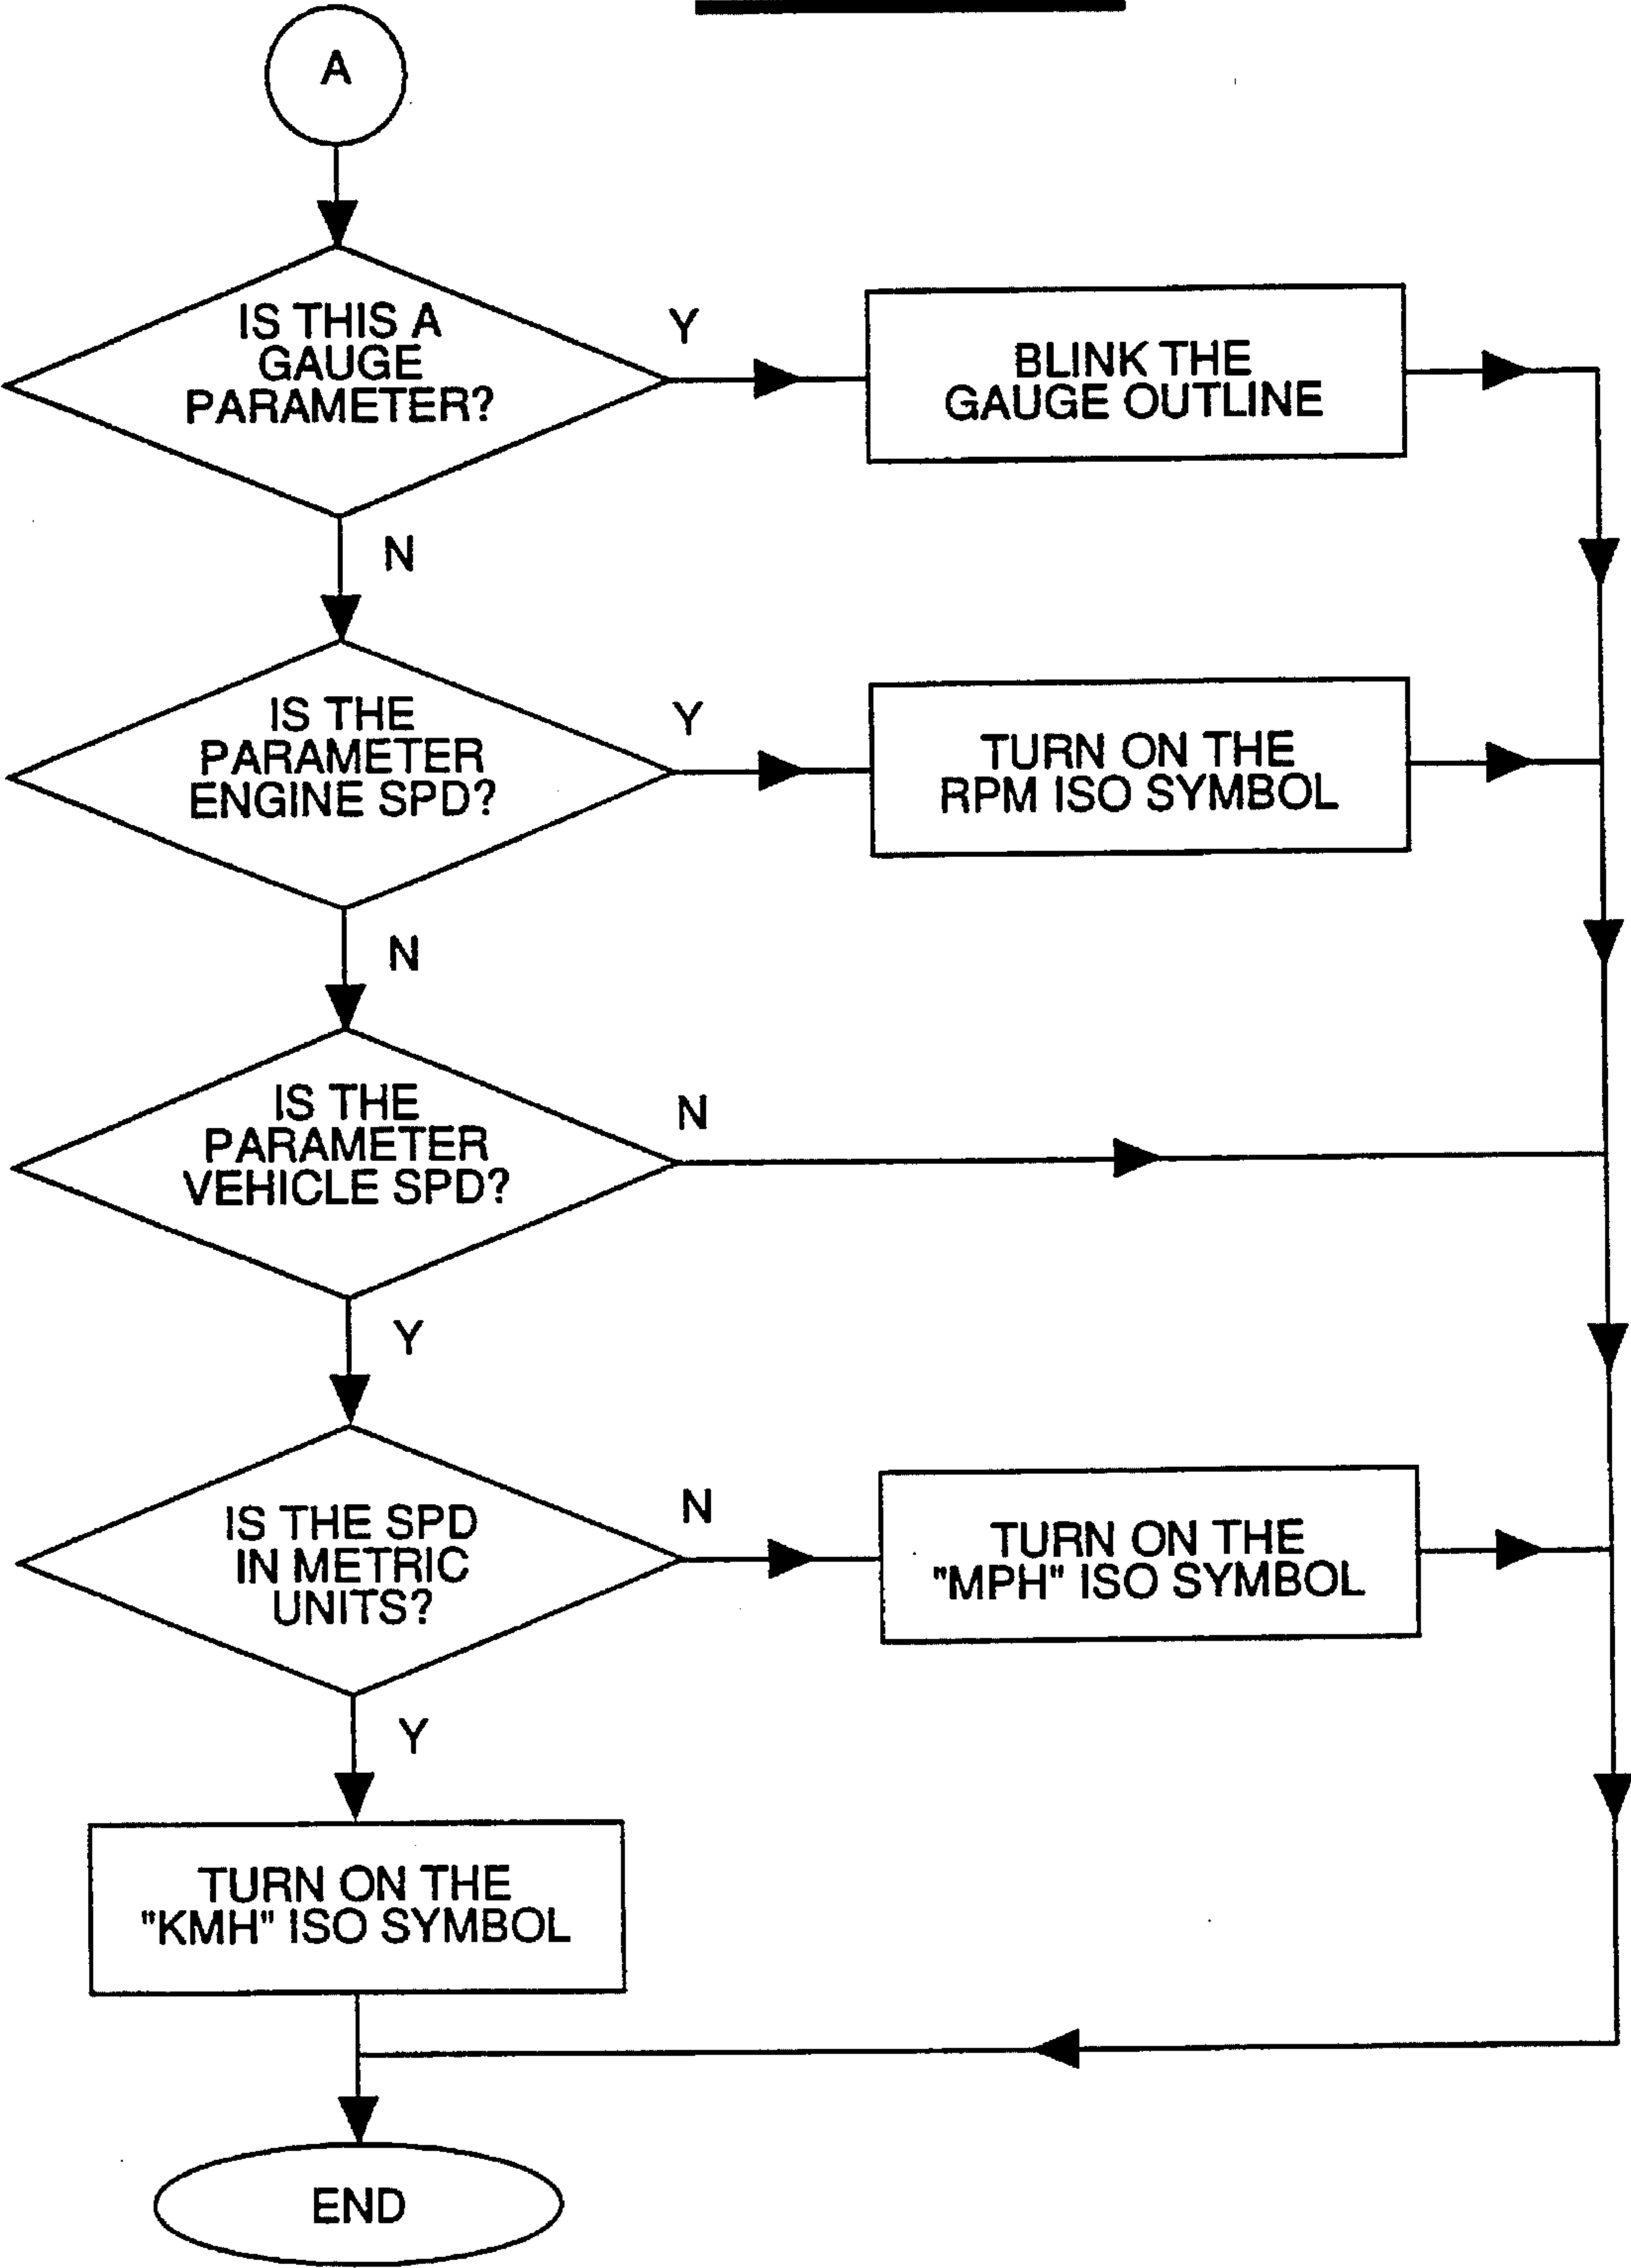 A
IS THIS A
GAUGE
PARAMETER?
Y
BLINK THE
GAUGE OUTLINE
N
IS THE
PARAMETER
ENGINE SPD?
Y
TURN ON THE
RPM ISO SYMBOL
N
IS THE
PARAMETER
VEHICLE SPD?
N
Y
IS THE SPD
IN METRIC
UNITS?
N
TURN ON THE
"MPH" ISO SYMBOL
Y
TURN ON THE
"KMH" ISO SYMBOL
END